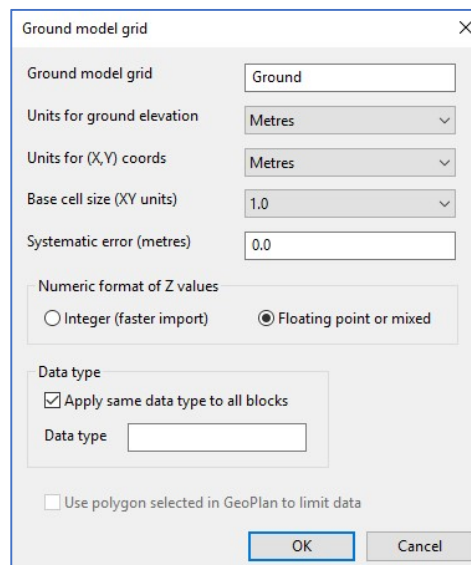 Ground model grid
Ground model grid Ground
Units for ground elevation Metres
Units for (X,Y) coords Metres
Base cell size (XY units) 1.0
Systematic error (metres) 0.0
Numeric format of Z values
Integer (faster import) Floating point or mixed
Data type
Apply same data type to all blocks
Data type
Use polygon selected in GeoPlan to limit data
OK Cancel